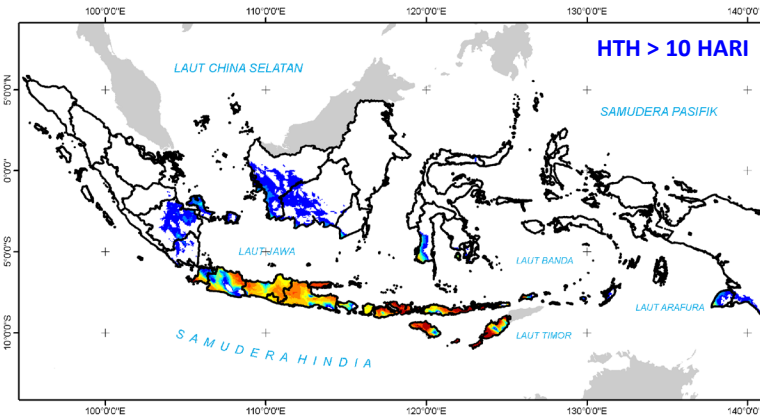 100°0'0"E 110°0'0"E 120°0'0"E 130°0'0"E 140°0'0"
HTH > 10 HARI
LAUT CHINA SELATAN
5°0'0"N
SAMUDERA PASIFIK
0°0'0"
5°0'0"S
LAUT JAWA
LAUT BANDA
LAUT ARAFURA
10°0'0"S
SAMUDERA HINDIA
LAUT TIMOR
100°0'0"E 110°0'0"E 120°0'0"E 130°0'0"E 140°0'0"